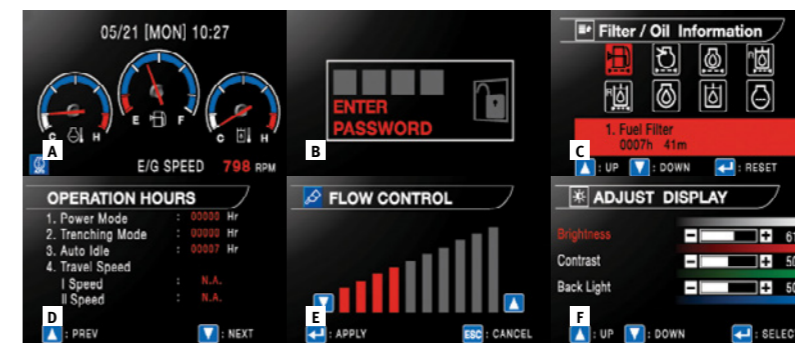 05/21 [MON] 10:27
E F
C H
C H
A
E/G SPEED 798 RPM
ENTER
PASSWORD
B
Filter / Oil Information
1. Fuel Filter
0007h 41m
C
: UP : DOWN : RESET
OPERATION HOURS
1. Power Mode : 00000 Hr
2. Trenching Mode : 00000 Hr
3. Auto Idle : 00007 Hr
4. Travel Speed
I Speed : N.A.
II Speed : N.A.
D
: PREV : NEXT
FLOW CONTROL
E
: APPLY ESC : CANCEL
ADJUST DISPLAY
Brightness
Contrast 50
Back Light 50
F
: UP : DOWN : SELEC